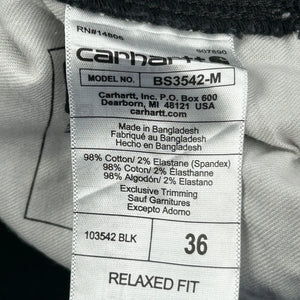 RN#14806 907890
carhartt
MODEL NO. BS3542-M
Carhartt, Inc. P.O. Box 600
Dearborn, MI 48121 USA
carhartt.com
Made in Bangladesh
Fabriqué au Bangladesh
Hecho en Bangladesh
98% Cotton/ 2% Elastane (Spandex)
98% Coton/ 2% Élasthanne
98% Algodón/ 2% Elastano
Exclusive Trimming
Sauf Garnitures
Excepto Adorno
103542 BLK 36
RELAXED FIT